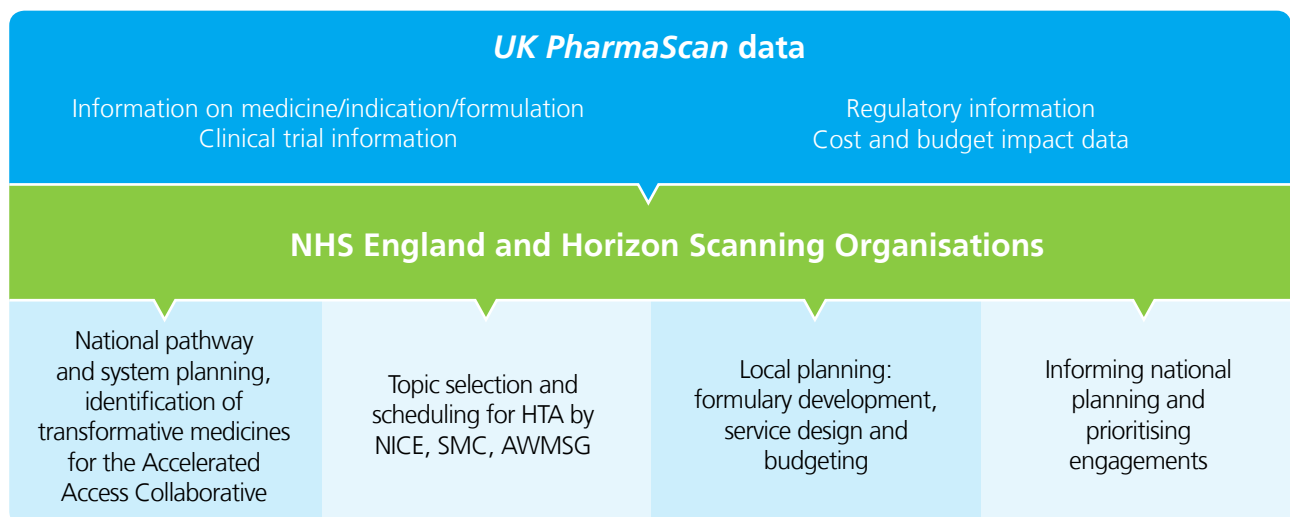 UK PharmaScan data
Information on medicine/indication/formulation
Clinical trial information
Regulatory information
Cost and budget impact data
NHS England and Horizon Scanning Organisations
National pathway
and system planning,
identification of
transformative medicines
for the Accelerated
Access Collaborative
Topic selection and
scheduling for HTA by
NICE, SMC, AWMSG
Local planning:
formulary development,
service design and
budgeting
Informing national
planning and
prioritising
engagements